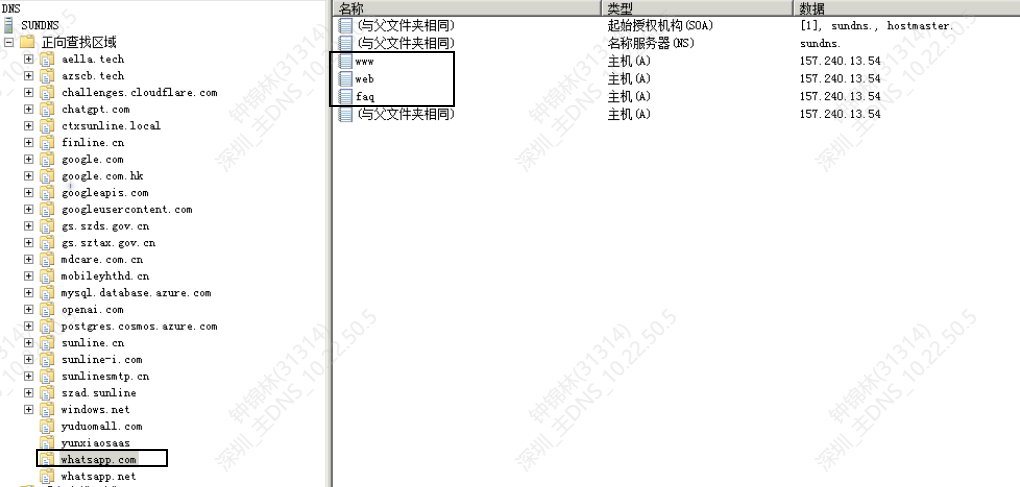 DNS
SUNDNS
正向查找区域
aella.tech
azscb.tech
challenges.cloudflare.com
chatgpt.com
ctxsunline.local
finline.cn
google.com
google.com.hk
googleapis.com
googleusercontent.com
gs.szds.gov.cn
gs.sztax.gov.cn
mdcare.com.cn
mobileyhthd.cn
mysql.database.azure.com
openai.com
postgres.cosmos.azure.com
sunline.cn
sunline-i.com
sunlinesmtp.cn
szad.sunline
windows.net
yuduomall.com
yunxiaosaas
whatsapp.com
whatsapp.net
名称 类型 数据
(与父文件夹相同) 起始授权机构(SOA) [1], sundns., hostmaster.
(与父文件夹相同) 名称服务器(NS) sundns.
www 主机(A) 157.240.13.54
web 主机(A) 157.240.13.54
faq 主机(A) 157.240.13.54
(与父文件夹相同) 主机(A) 157.240.13.54
钟锦林(31314)
深圳_主DNS_10.22.50.5
钟锦林(31314)
深圳_主DNS_10.22.50.5
钟锦林(31314)
深圳_主DNS_10.22.50.5
钟锦林(31314)
深圳_主DNS_10.22.50.5
钟锦林(31314)
深圳_主DNS_10.22.50.5
钟锦林(31314)
深圳_主DNS_10.22.50.5